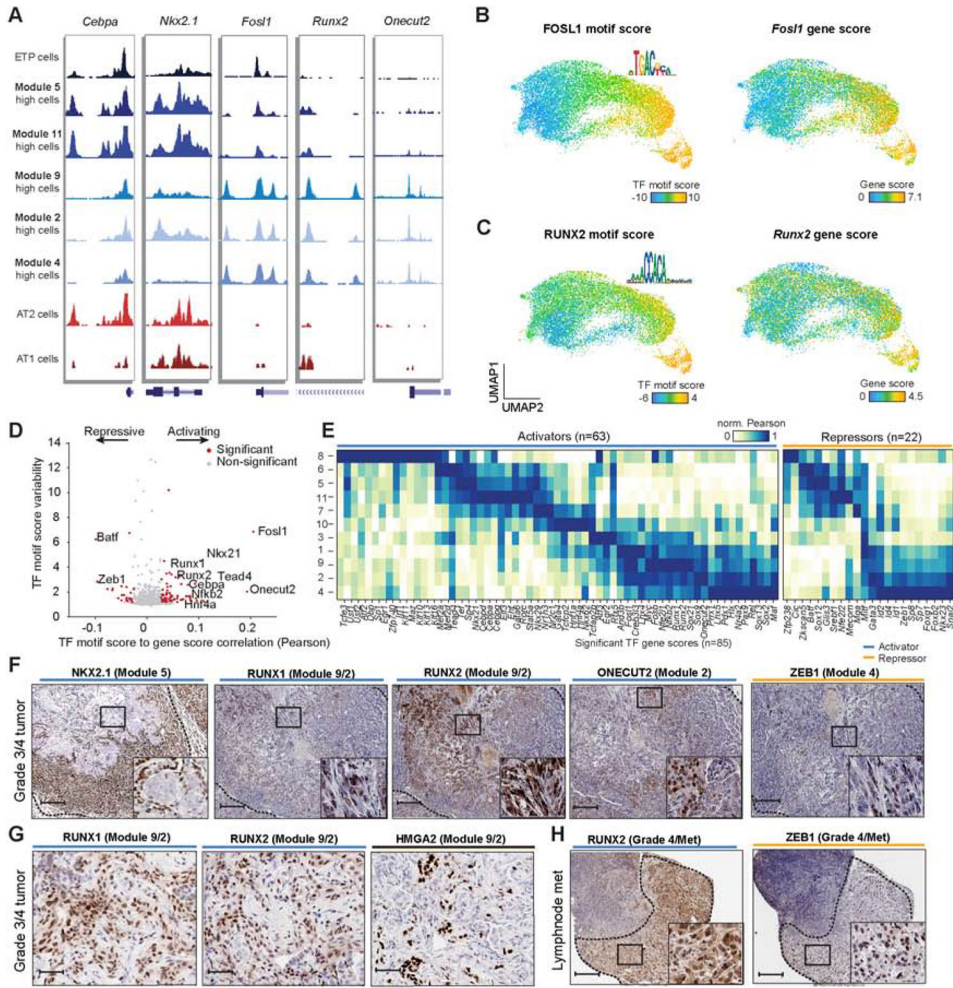 A
Cebpa Nkx2.1 Fosl1 Runx2 Onecut2
ETP cells
Module 5
high cells
Module 11
high cells
Module 9
high cells
Module 2
high cells
Module 4
high cells
AT2 cells
AT1 cells
B
FOSL1 motif score
Fosl1 gene score
TF motif score
-10 10
Gene score
0 7.1
C
RUNX2 motif score
Runx2 gene score
TF motif score
-6 4
Gene score
0 4.5
UMAP1
UMAP2
D
Repressive Activating
Significant
Non-significant
TF motif score variability
14
12
10
8
6
4
2
0
Batf
Fosl1
Nkx21
Runx1
Runx2 Tead4
Zeb1
Cebpa
Onecut2
Nfkb2
Hnf4a
-0.1 0 0.1 0.2
TF motif score to gene score correlation (Pearson)
E
norm. Pearson
0 1
Activators (n=63)
Repressors (n=22)
8
6
5
11
7
10
3
1
9
2
4
Significant TF gene scores (n=85)
Activator
Repressor
F
NKX2.1 (Module 5) RUNX1 (Module 9/2) RUNX2 (Module 9/2) ONECUT2 (Module 2) ZEB1 (Module 4)
Grade 3/4 tumor
G
RUNX1 (Module 9/2) RUNX2 (Module 9/2) HMGA2 (Module 9/2)
Grade 3/4 tumor
H
RUNX2 (Grade 4/Met) ZEB1 (Grade 4/Met)
Lymphnode met